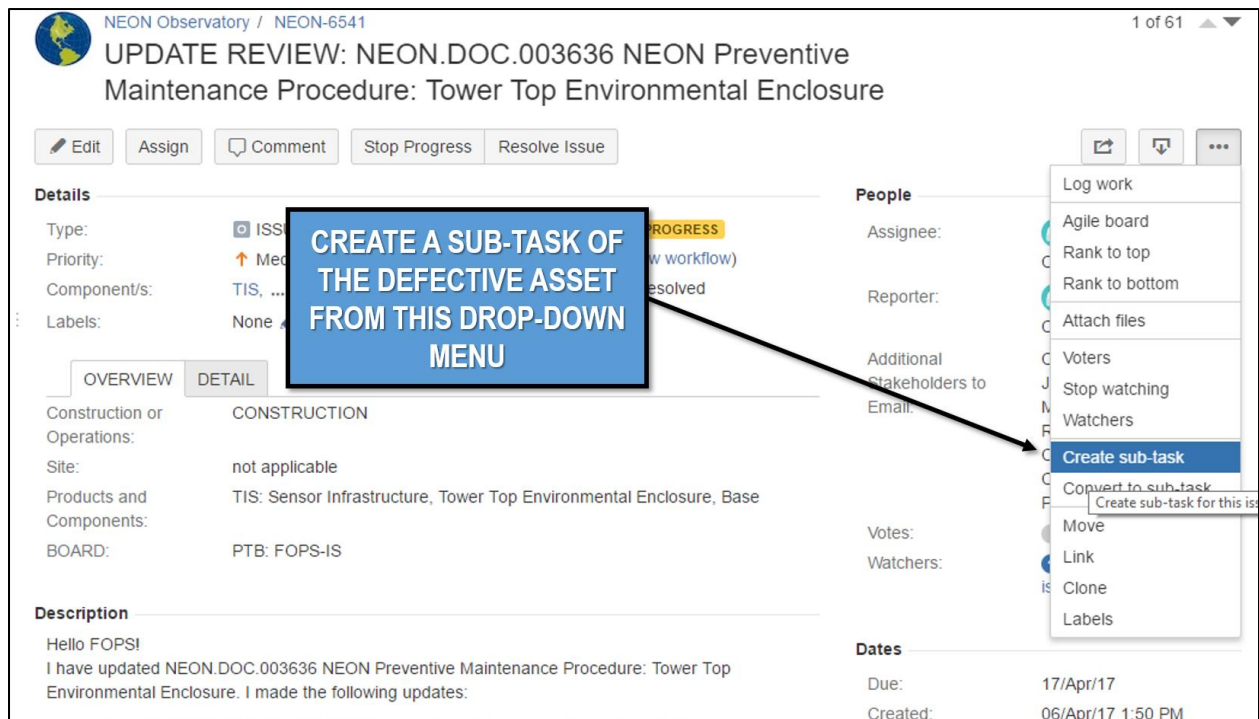 NEON Observatory / NEON-6541
1 of 61
UPDATE REVIEW: NEON.DOC.003636 NEON Preventive
Maintenance Procedure: Tower Top Environmental Enclosure
Edit Assign Comment Stop Progress Resolve Issue
Details
Type:
Priority: Med
Component/s: TIS, ...
Labels: None
CREATE A SUB-TASK OF
THE DEFECTIVE ASSET
FROM THIS DROP-DOWN
MENU
workflow)
OVERVIEW DETAIL
Construction or CONSTRUCTION
Operations:
Site: not applicable
Products and TIS: Sensor Infrastructure, Tower Top Environmental Enclosure, Base
Components:
BOARD: PTB: FOPS-IS
Description
Hello FOPS!
I have updated NEON.DOC.003636 NEON Preventive Maintenance Procedure: Tower Top
Environmental Enclosure. I made the following updates:
People
Assignee:
Reporter:
Additional
Stakeholders to
Email:
Votes:
Watchers:
Log work
Agile board
Rank to top
Rank to bottom
Attach files
Voters
Stop watching
Watchers
Create sub-task
Convert to sub-task
Create sub-task for this iss
Move
Link
Clone
Labels
Dates
Due: 17/Apr/17
Created: 06/Apr/17 1:50 PM